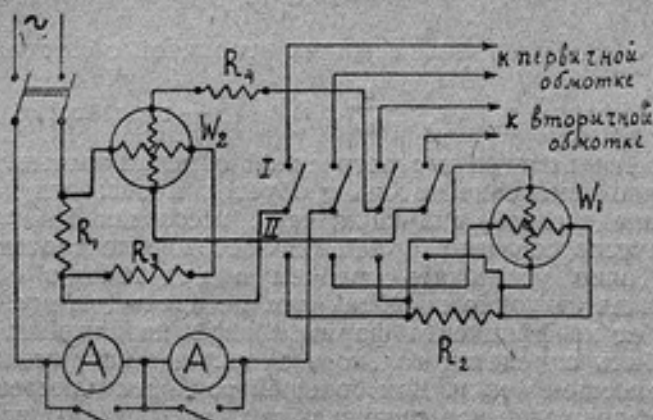 ~
R₄
к первичной
обмотке
к вторичной
обмотке
W₂
I
W₁
II
R₁
R₃
R₂
A
A